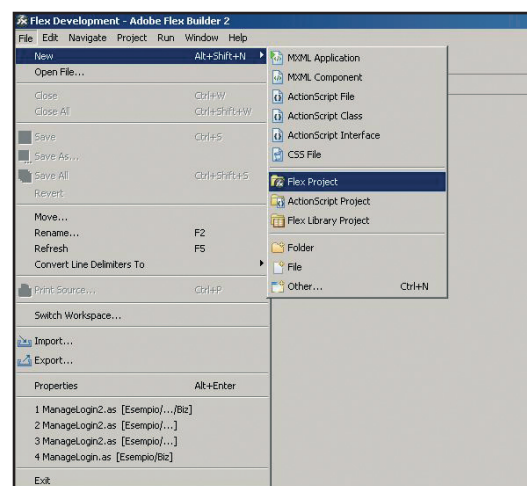 Flex Development - Adobe Flex Builder 2
File Edit Navigate Project Run Window Help
New Alt+Shift+N
Open File...
Close Ctrl+W
Close All Ctrl+Shift+W
Save Ctrl+S
Save As...
Save All Ctrl+Shift+S
Revert
Move...
Rename... F2
Refresh F5
Convert Line Delimiters To
Print Source... Ctrl+P
Switch Workspace...
Import...
Export...
Properties Alt+Enter
1 ManageLogin2.as [Esempio/.../Biz]
2 ManageLogin2.as [Esempio/...]
3 ManageLogin2.as [Esempio/...]
4 ManageLogin.as [Esempio/Biz]
Exit
MXML Application
MXML Component
ActionScript File
ActionScript Class
ActionScript Interface
CSS File
Flex Project
ActionScript Project
Flex Library Project
Folder
File
Other... Ctrl+N